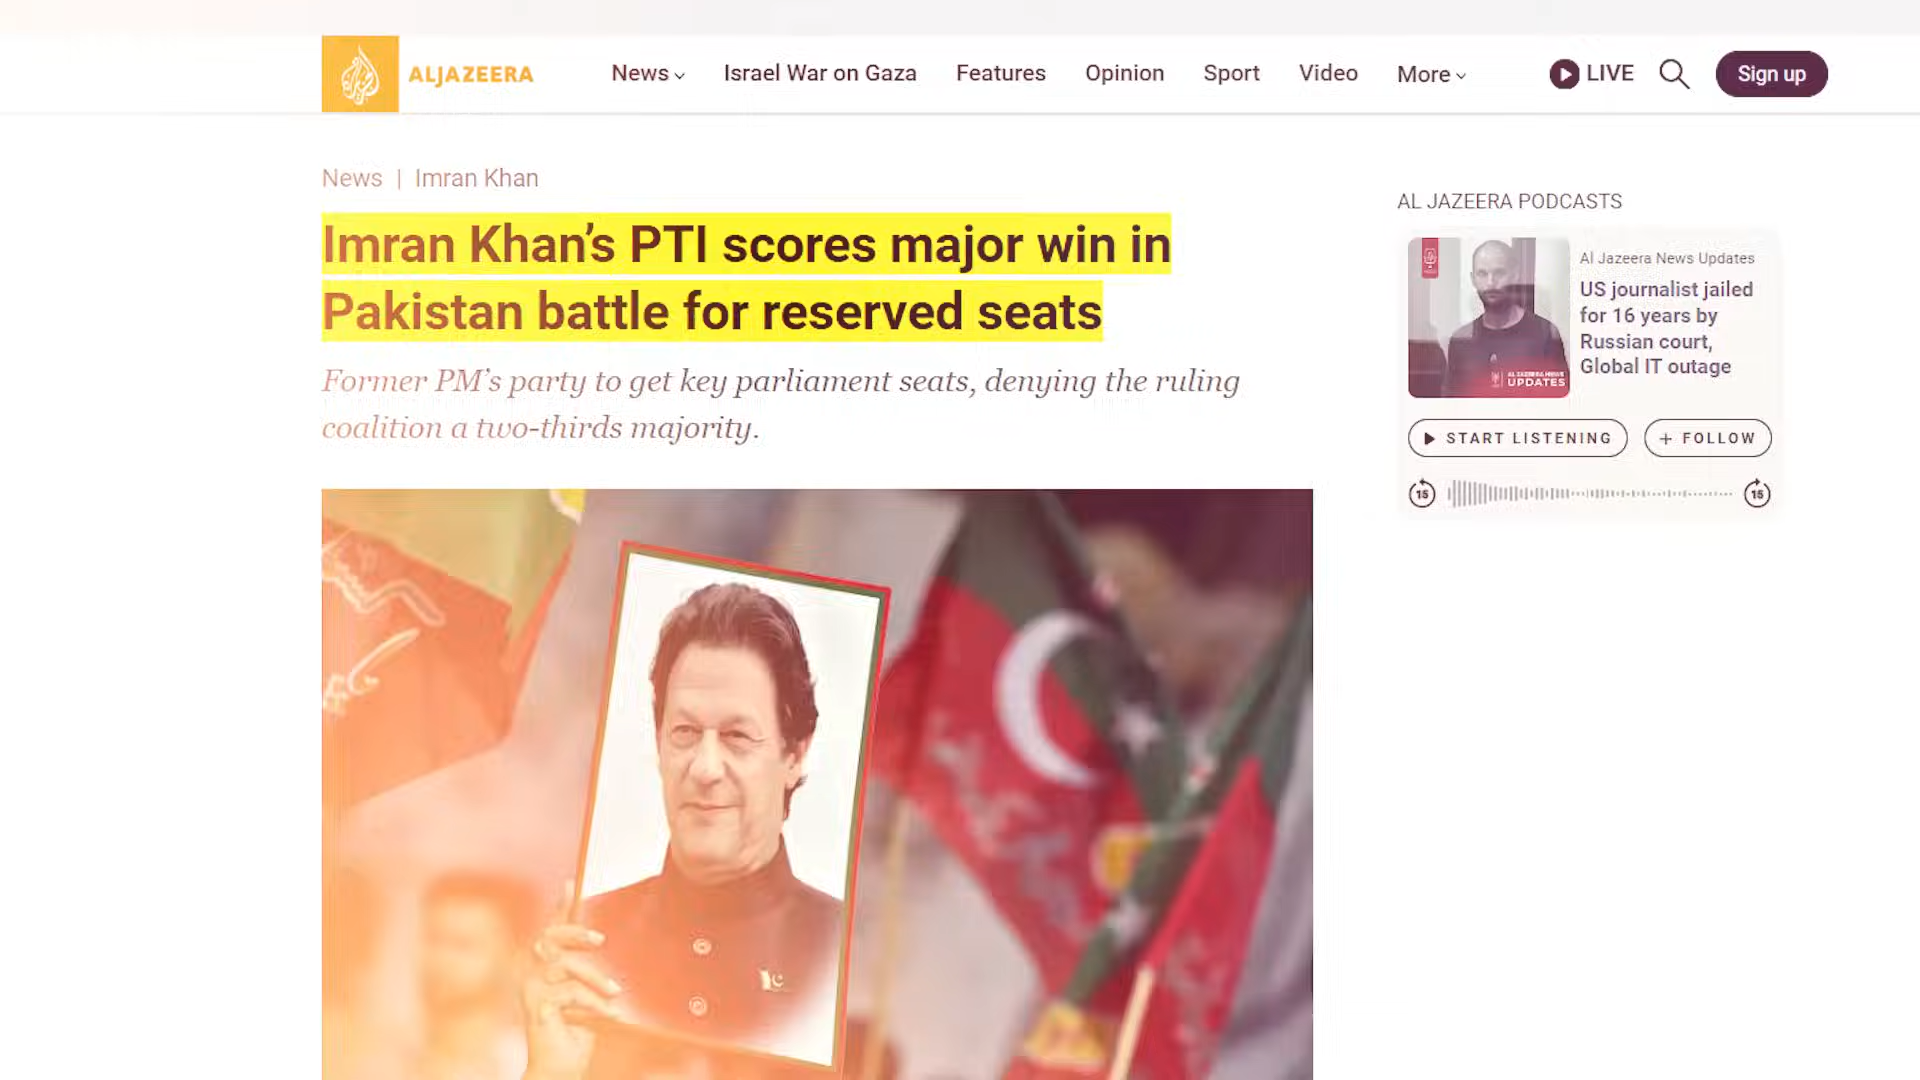 ALJAZEERA
News
Israel War on Gaza
Features
Opinion
Sport
Video
More
LIVE
Sign up
News | Imran Khan
Imran Khan’s PTI scores major win in
Pakistan battle for reserved seats
Former PM’s party to get key parliament seats, denying the ruling
coalition a two-thirds majority.
AL JAZEERA PODCASTS
Al Jazeera News Updates
US journalist jailed
for 16 years by
Russian court,
Global IT outage
AL JAZEERA NEWS
UPDATES
START LISTENING
+ FOLLOW
15
15